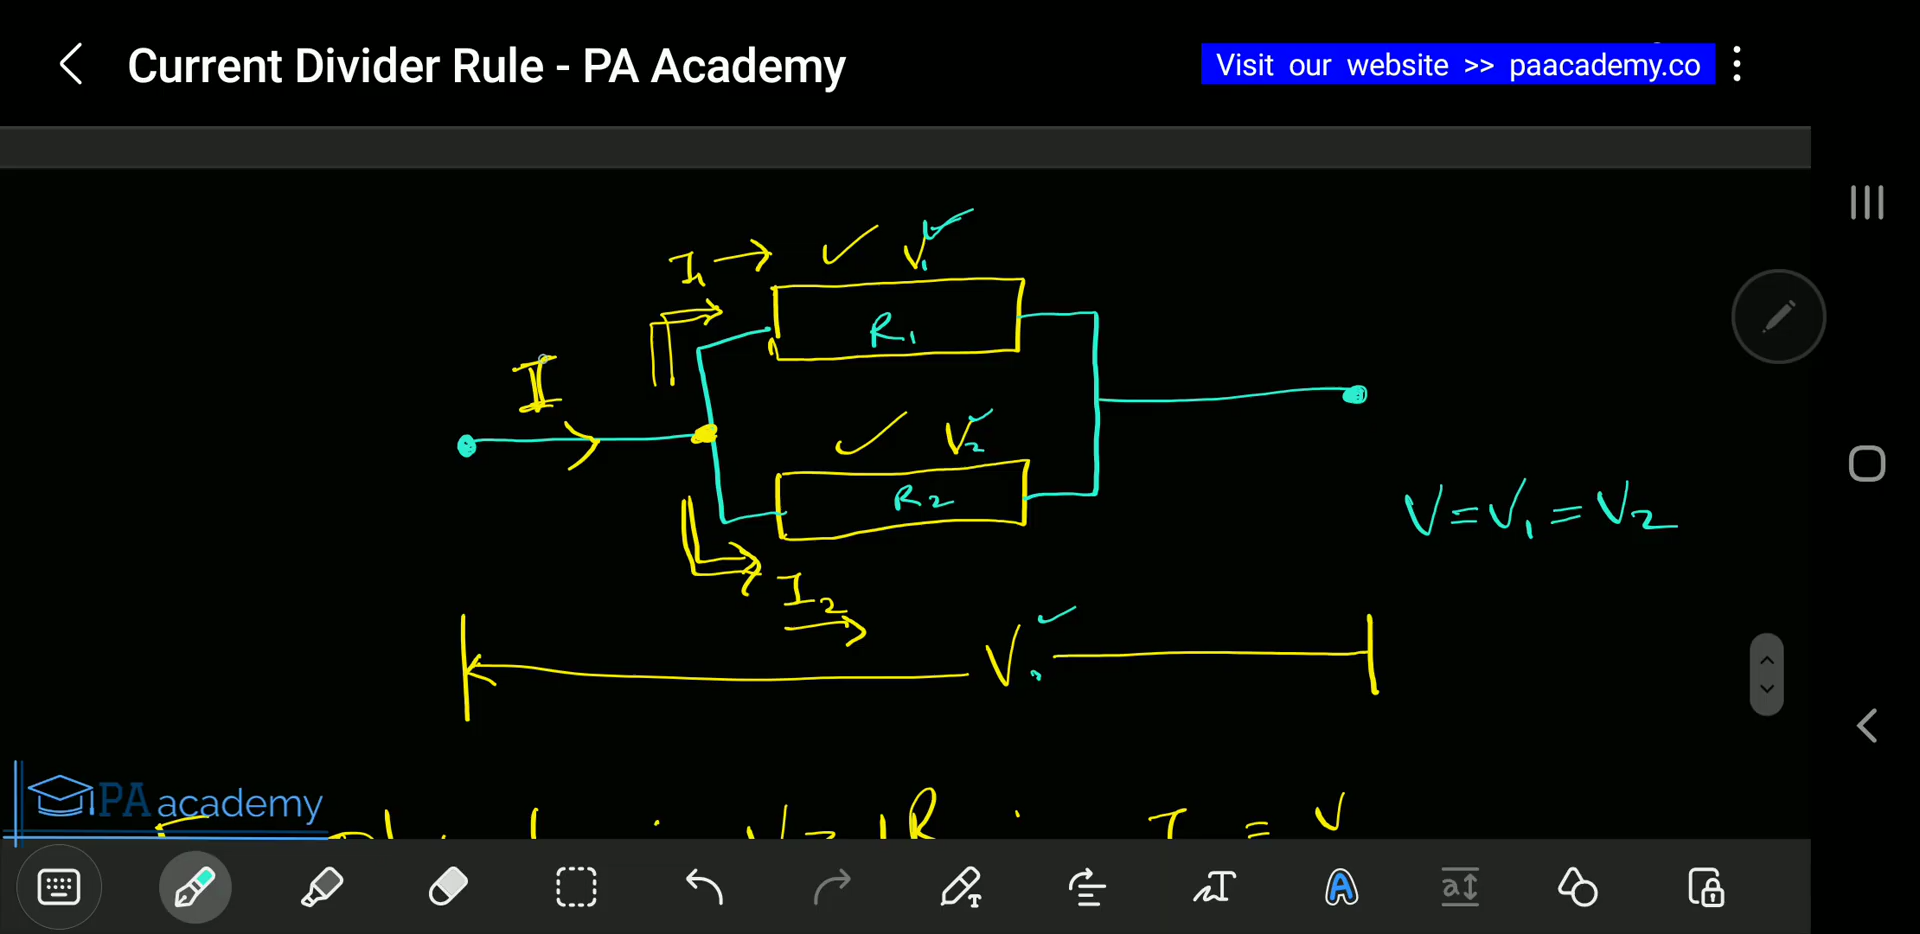 Current Divider Rule - PA Academy
Visit our website >> paacademy.co
I₁ → ✓ V₁ ✓
R₁
I
✓ V₂ ✓
R₂
V = V₁ = V₂
I₂
V ✓
PA academy
V = IR
I = V